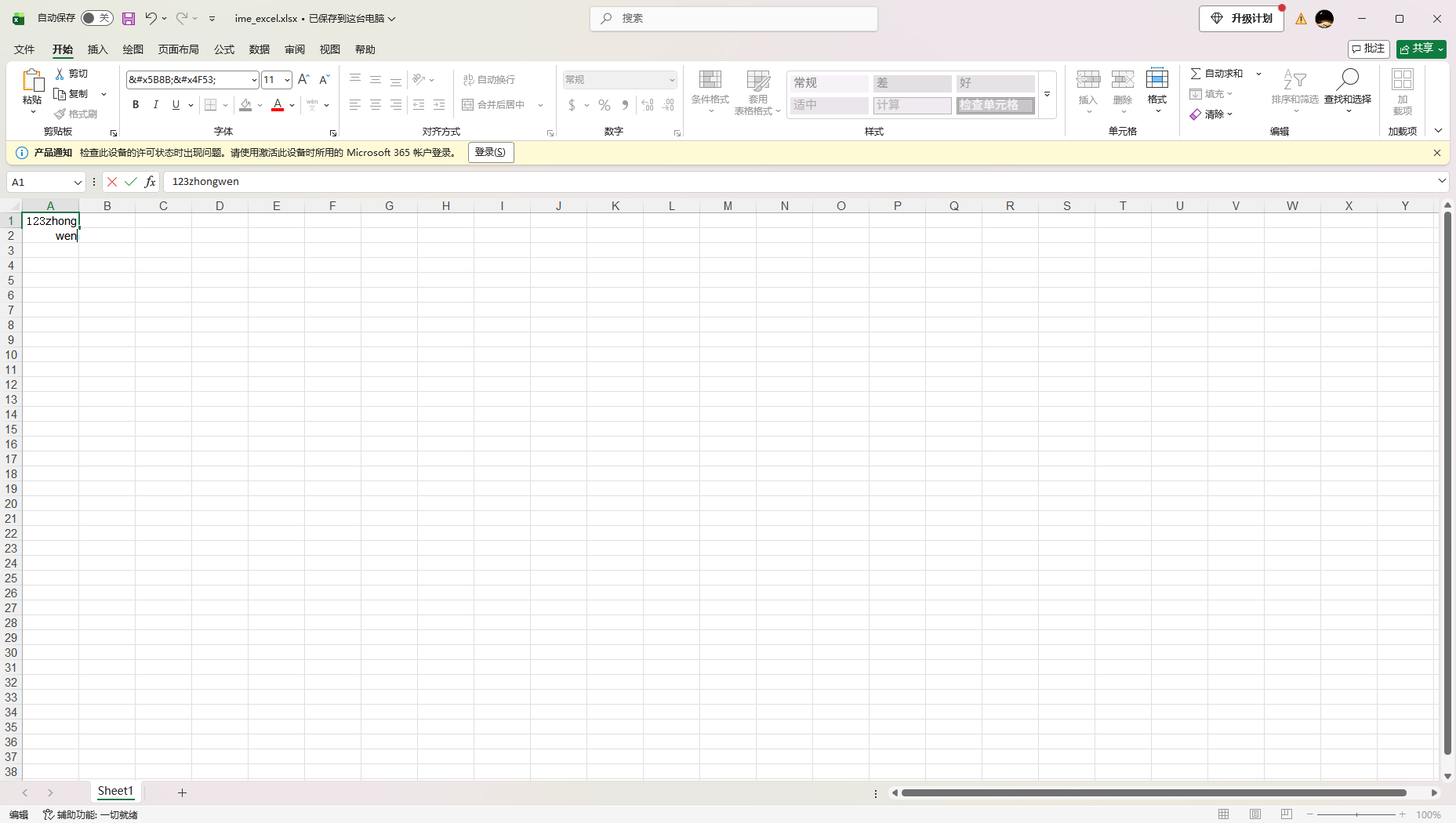 自动保存 关 ime_excel.xlsx • 已保存到这台电脑 搜索 升级计划
文件 开始 插入 绘图 页面布局 公式 数据 审阅 视图 帮助 批注 共享
粘贴 剪切 复制 格式刷 剪贴板
&#x5B8B;&#x4F53; 11 A A
B I U A wén 字体
自动换行 合并后居中 对齐方式
常规 $ % 数字
条件格式 套用表格格式 常规 差 好
适中 计算 检查单元格 样式
插入 删除 格式 单元格
自动求和 填充 清除 排序和筛选 查找和选择 编辑
加载项 加载项
产品通知 检查此设备的许可状态时出现问题。请使用激活此设备时所用的 Microsoft 365 帐户登录。 登录(S)
A1 fx 123zhongwen
A B C D E F G H I J K L M N O P Q R S T U V W X Y
1 123zhong
2 wen
3
4
5
6
7
8
9
10
11
12
13
14
15
16
17
18
19
20
21
22
23
24
25
26
27
28
29
30
31
32
33
34
35
36
37
38
Sheet1
编辑 辅助功能: 一切就绪 100%